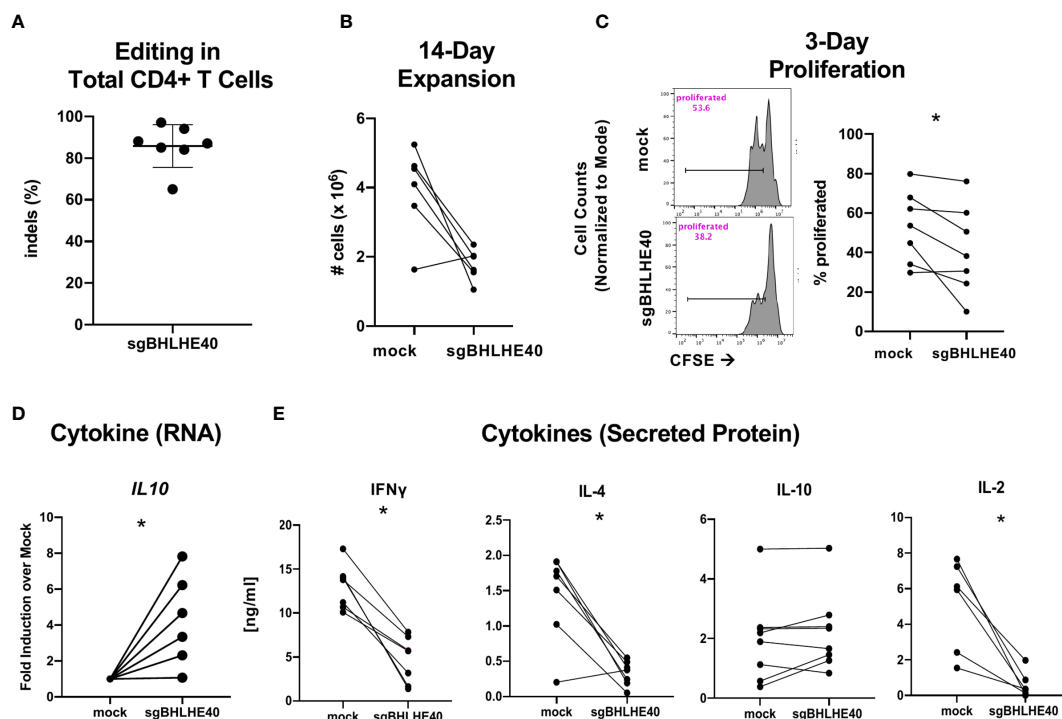 A
Editing in
Total CD4+ T Cells
100
80
60
40
20
0
indels (%)
sgBHLHE40
B
14-Day
Expansion
6
4
2
0
# cells (x 10⁶)
mock
sgBHLHE40
C
3-Day
Proliferation
Cell Counts
(Normalized to Mode)
proliferated
53.6
mock
proliferated
38.2
sgBHLHE40
CFSE →
*
100
80
60
40
20
0
% proliferated
mock
sgBHLHE40
D
Cytokine (RNA)
IL10
*
10
8
6
4
2
0
Fold Induction over Mock
mock
sgBHLHE40
E
Cytokines (Secreted Protein)
IFNγ
*
20
15
10
5
0
[ng/ml]
mock
sgBHLHE40
IL-4
*
2.5
2.0
1.5
1.0
0.5
0.0
mock
sgBHLHE40
IL-10
6
4
2
0
mock
sgBHLHE40
IL-2
*
10
8
6
4
2
0
mock
sgBHLHE40